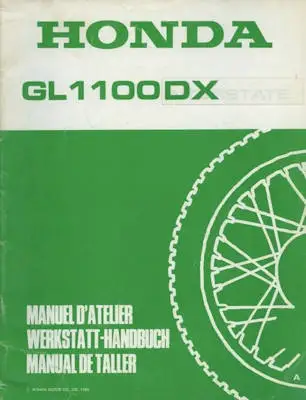 HONDA
GL1100DX
MANUEL D'ATELIER
WERKSTATT-HANDBUCH
MANUAL DE TALLER
A